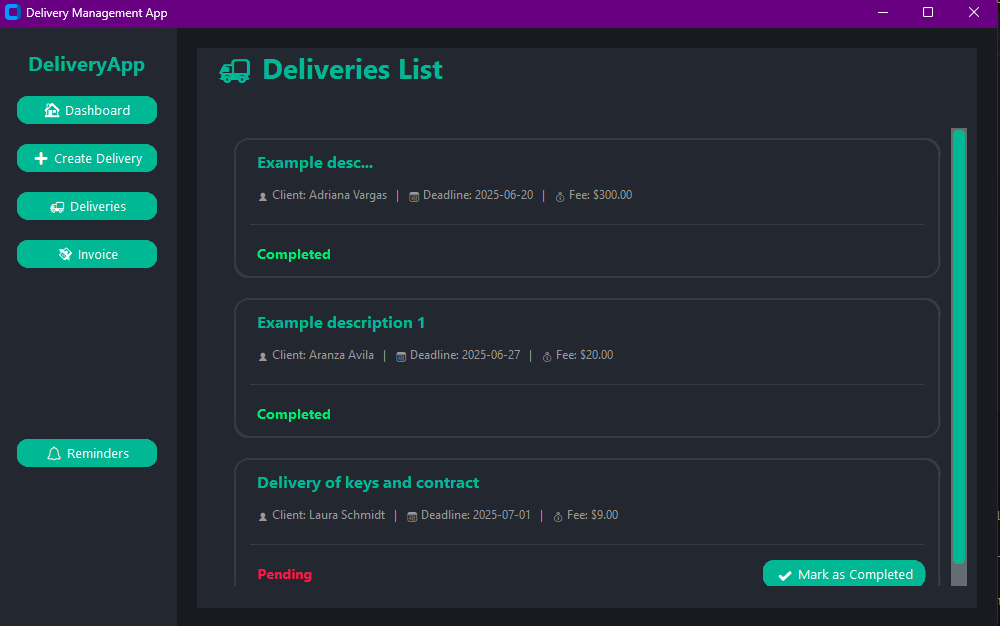 Delivery Management App
DeliveryApp
Dashboard
Create Delivery
Deliveries
Invoice
Reminders
Deliveries List
Example desc...
Client: Adriana Vargas | Deadline: 2025-06-20 | Fee: $300.00
Completed
Example description 1
Client: Aranza Avila | Deadline: 2025-06-27 | Fee: $20.00
Completed
Delivery of keys and contract
Client: Laura Schmidt | Deadline: 2025-07-01 | Fee: $9.00
Pending
Mark as Completed